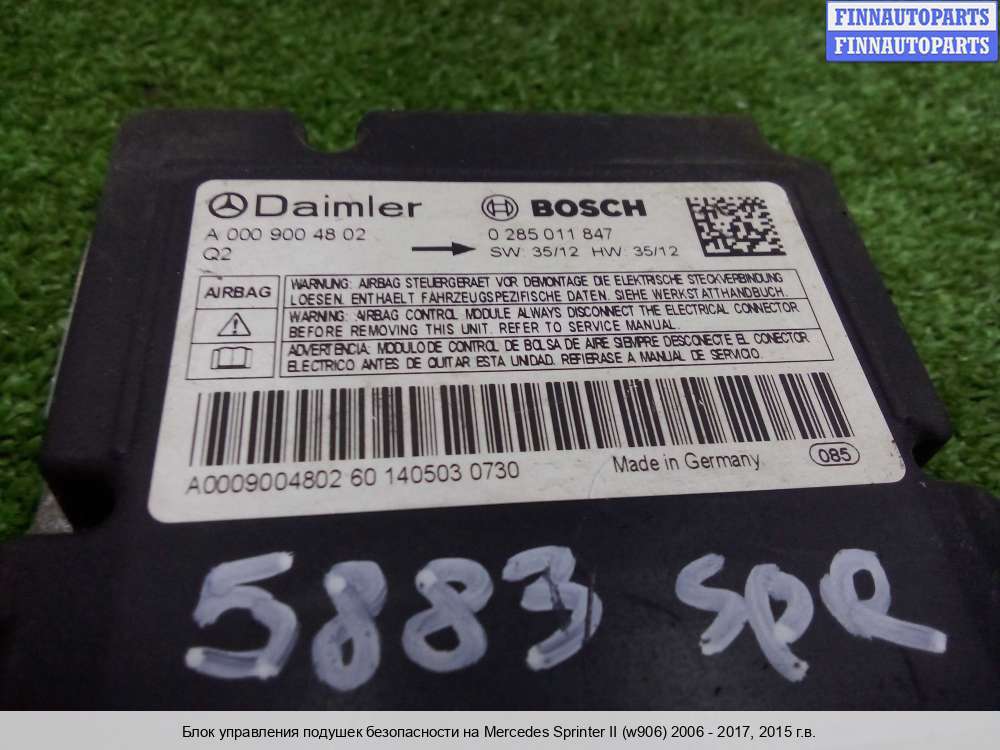 FINNAUTOPARTS
FINNAUTOPARTS
Daimler BOSCH
A 000 900 48 02 0 285 011 847
Q2 SW: 35/12 HW: 35/12
AIRBAG
WARNUNG: AIRBAG STEUERGERAET VOR DEMONTAGE DIE ELEKTRISCHE STECKVERBINDUNG
LOESEN. ENTHAELT FAHRZEUGSPEZIFISCHE DATEN. SIEHE WERKSTATTHANDBUCH.
WARNING: AIRBAG CONTROL MODULE ALWAYS DISCONNECT THE ELECTRICAL CONNECTOR
BEFORE REMOVING THIS UNIT. REFER TO SERVICE MANUAL.
ADVERTENCIA: MODULO DE CONTROL DE BOLSA DE AIRE SIEMPRE DESCONECTE EL CONECTOR
ELECTRICO ANTES DE QUITAR ESTA UNIDAD. REFIERASE A MANUAL DE SERVICIO.
A0009004802 60 140503 0730 Made in Germany 085
5883 spr
Блок управления подушек безопасности на Mercedes Sprinter II (w906) 2006 - 2017, 2015 г.в.